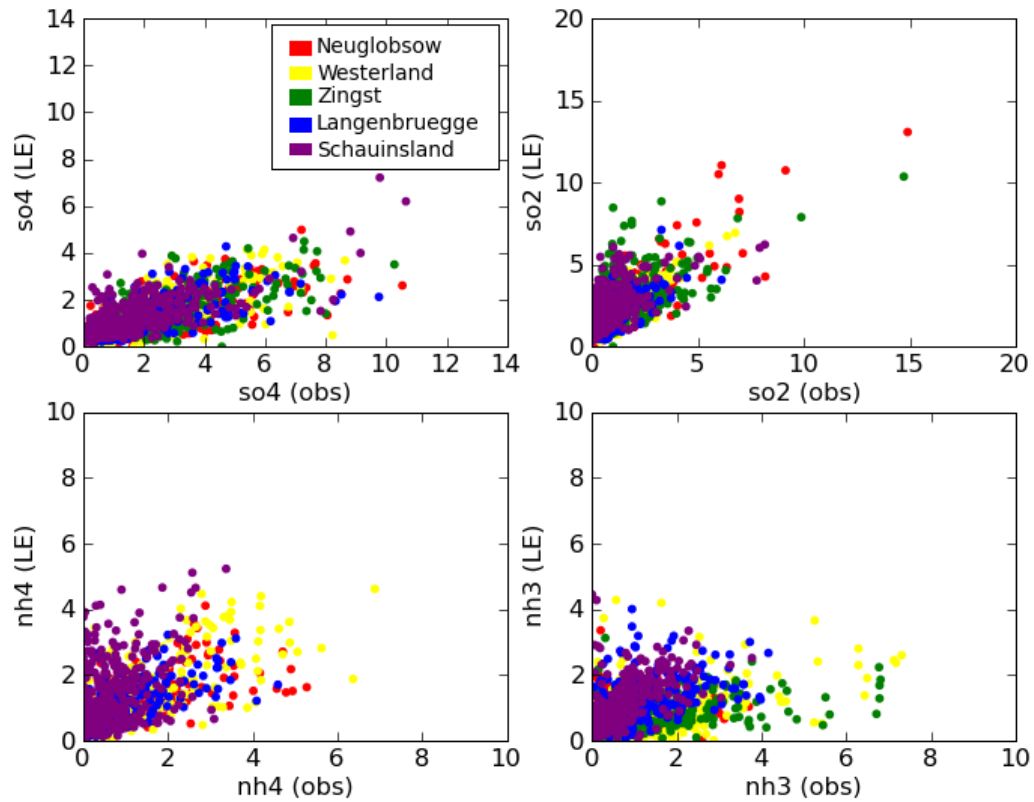 14
12
10
8
6
4
2
0
so4 (LE)
Neuglobsow
Westerland
Zingst
Langenbruegge
Schauinsland
0 2 4 6 8 10 12 14
so4 (obs)
20
15
10
5
0
so2 (LE)
0 5 10 15 20
so2 (obs)
10
8
6
4
2
0
nh4 (LE)
0 2 4 6 8 10
nh4 (obs)
10
8
6
4
2
0
nh3 (LE)
0 2 4 6 8 10
nh3 (obs)